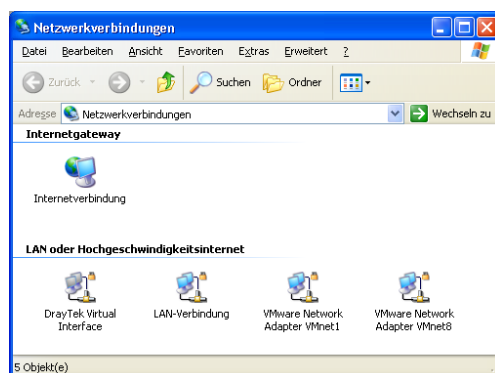 Netzwerkverbindungen
Datei Bearbeiten Ansicht Favoriten Extras Erweitert ?
Zurück Suchen Ordner
Adresse Netzwerkverbindungen Wechseln zu
Internetgateway
Internetverbindung
LAN oder Hochgeschwindigkeitsinternet
DrayTek Virtual LAN-Verbindung VMware Network VMware Network
Interface Adapter VMnet1 Adapter VMnet8
5 Objekt(e)